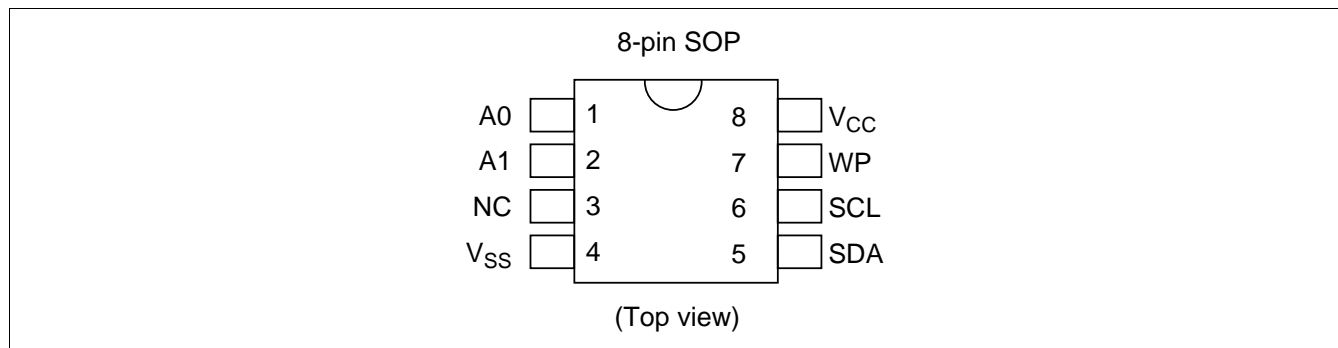 8-pin SOP
A0 1 8 VCC
A1 2 7 WP
NC 3 6 SCL
VSS 4 5 SDA
(Top view)